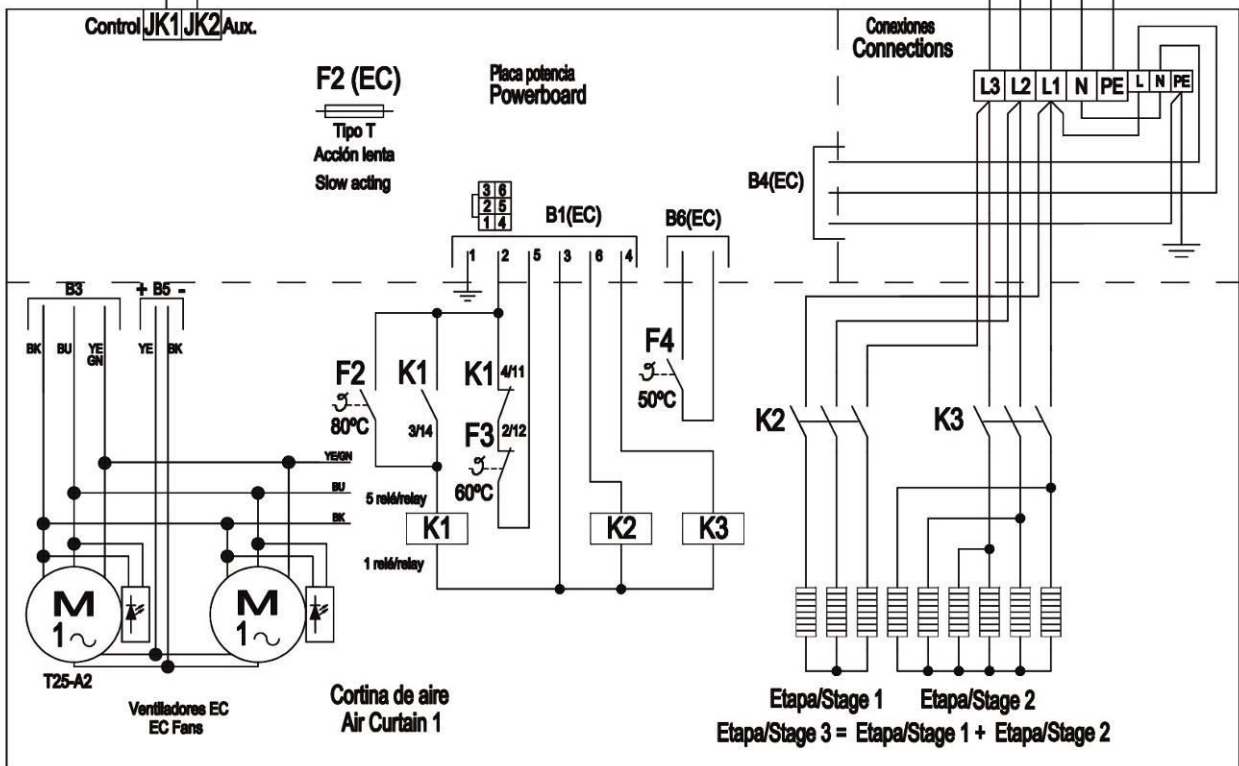 Control JK1 JK2 Aux.
F2 (EC)
Tipo T
Acción lenta
Slow acting
Placa potencia
Powerboard
Conexiones
Connections
L3 L2 L1 N PE L N PE
B4(EC)
3 6
2 5
1 4
B1(EC)
B6(EC)
1 2 5 3 6 4
B3
+ B5 -
BK BU YE GN YE BK
F2
80ºC
K1
3/14
K1
4/11
F3
2/12
60ºC
F4
50ºC
K2
K3
YE/GN
BU
BK
5 relé/relay
K1
1 relé/relay
K2
K3
M
1
M
1
T25-A2
Ventiladores EC
EC Fans
Cortina de aire
Air Curtain 1
Etapa/Stage 1
Etapa/Stage 2
Etapa/Stage 3 = Etapa/Stage 1 + Etapa/Stage 2